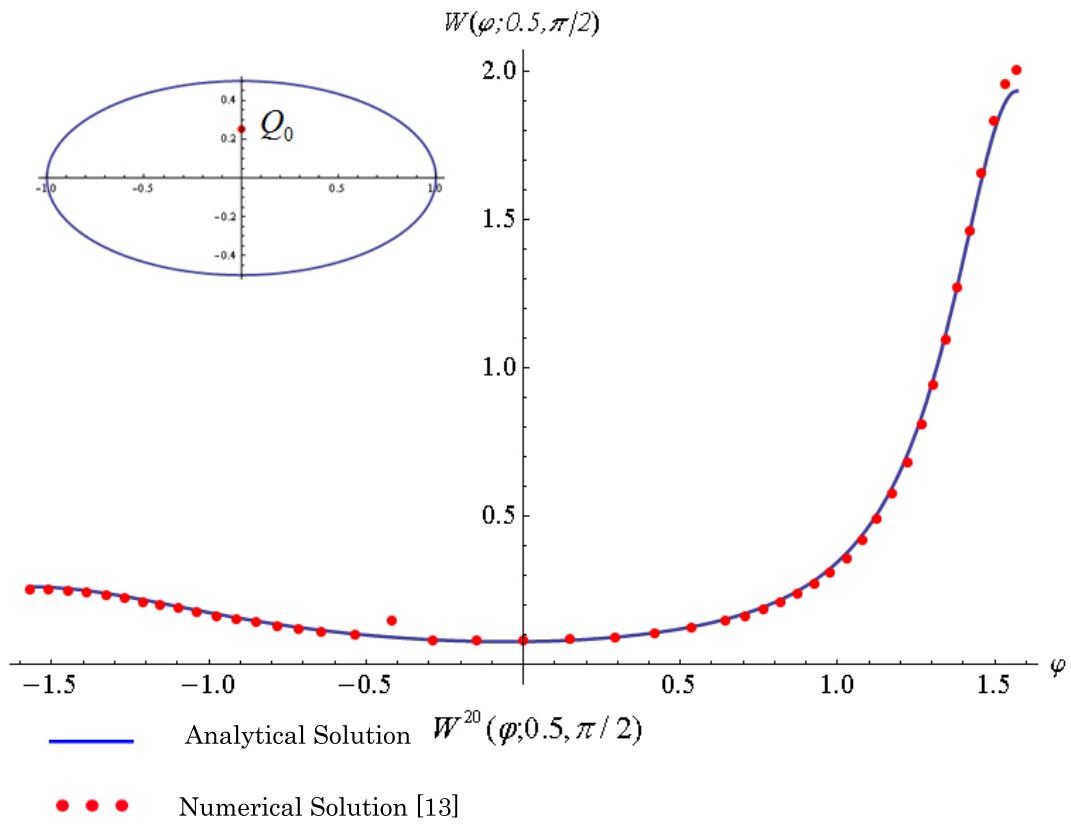 W(φ;0.5,π/2)
2.0
1.5
1.0
0.5
−1.5 −1.0 −0.5 0.5 1.0 1.5 φ
0.4
Q₀
0.2
−1.0 −0.5 0.5 1.0
−0.2
−0.4
W²⁰(φ;0.5,π/2)
Analytical Solution
Numerical Solution [13]